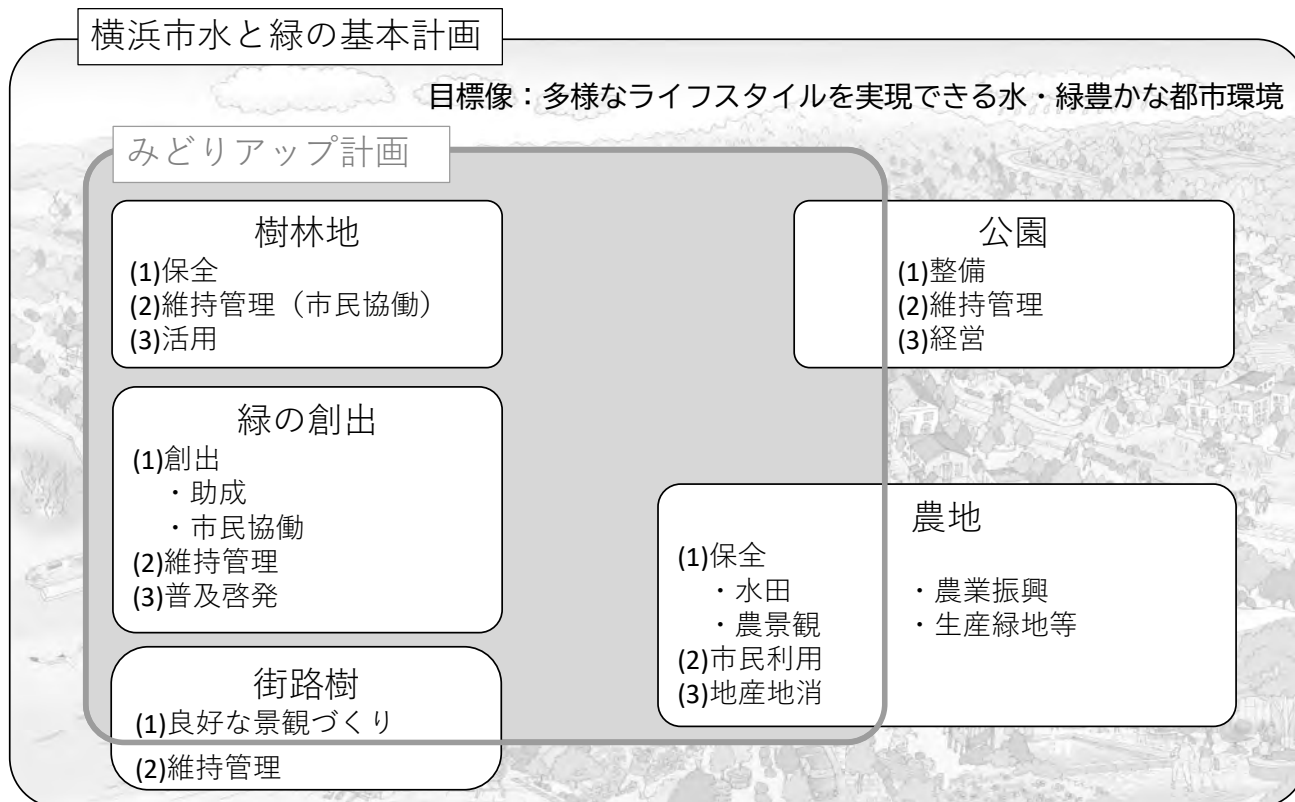 横浜市水と緑の基本計画
目標像：多様なライフスタイルを実現できる水・緑豊かな都市環境
みどりアップ計画
樹林地
(1)保全
(2)維持管理（市民協働）
(3)活用
公園
(1)整備
(2)維持管理
(3)経営
緑の創出
(1)創出
・助成
・市民協働
(2)維持管理
(3)普及啓発
農地
(1)保全
・水田
・農景観
・農業振興
・生産緑地等
(2)市民利用
(3)地産地消
街路樹
(1)良好な景観づくり
(2)維持管理